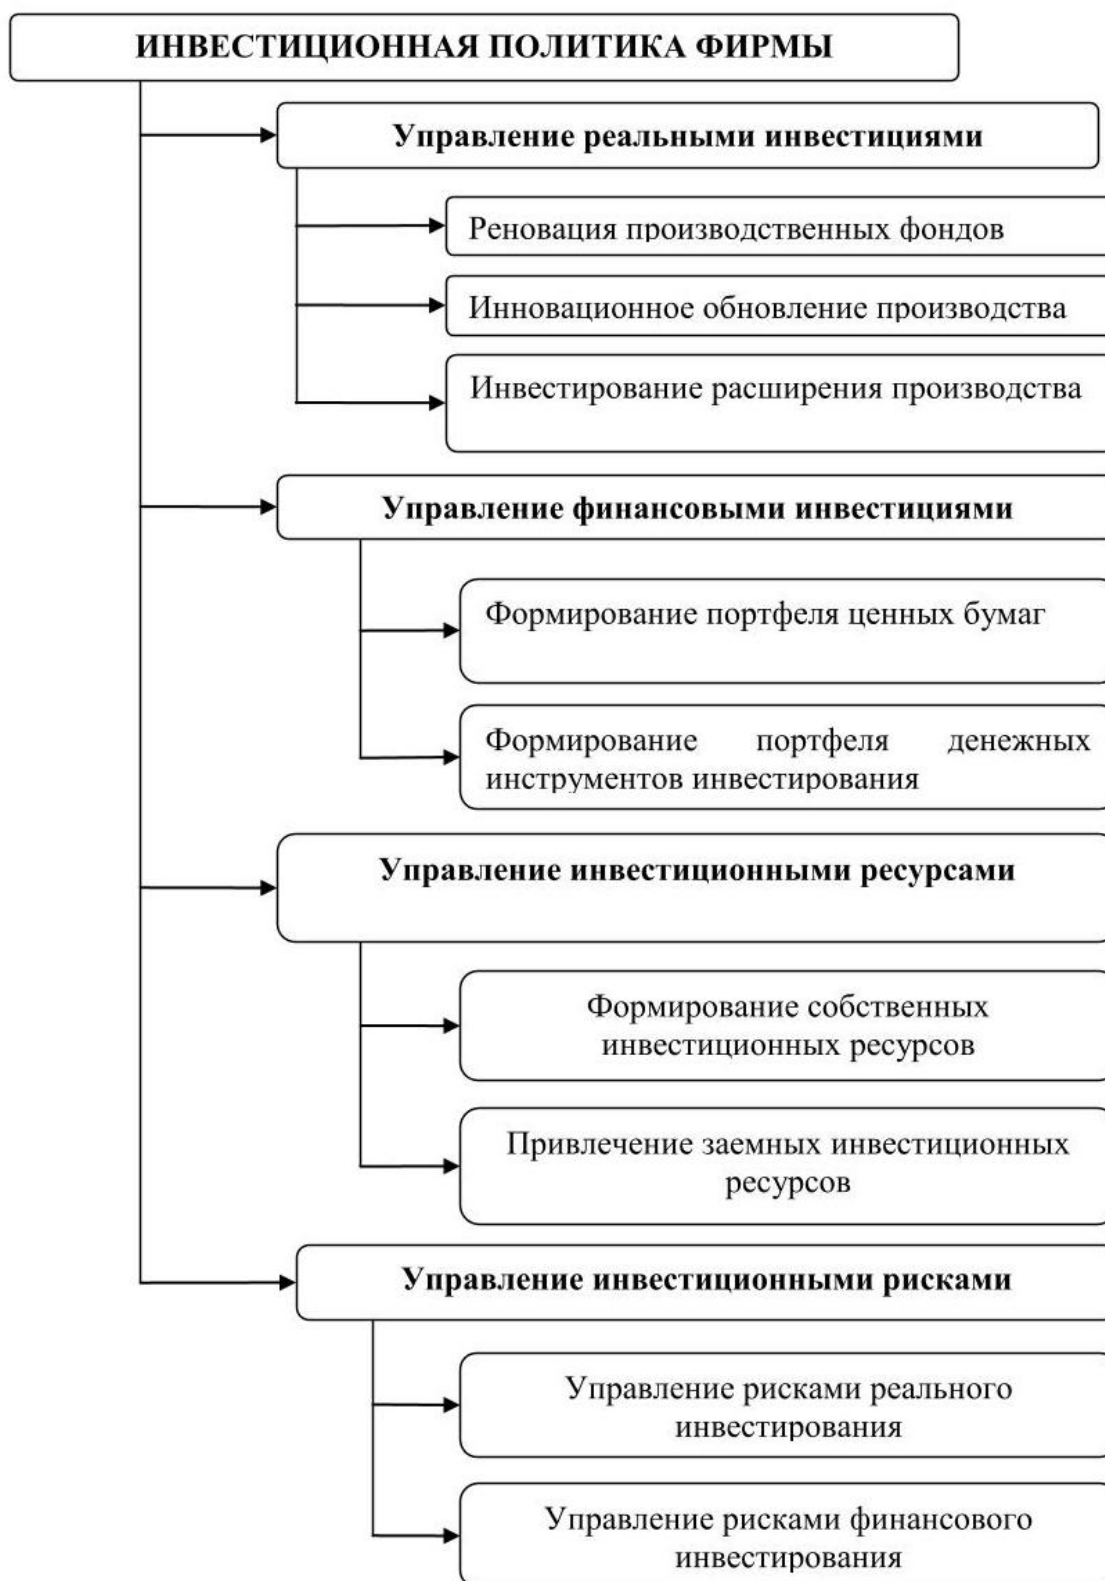 ИНВЕСТИЦИОННАЯ ПОЛИТИКА ФИРМЫ
Управление реальными инвестициями
Реновация производственных фондов
Инновационное обновление производства
Инвестирование расширения производства
Управление финансовыми инвестициями
Формирование портфеля ценных бумаг
Формирование портфеля денежных
инструментов инвестирования
Управление инвестиционными ресурсами
Формирование собственных
инвестиционных ресурсов
Привлечение заемных инвестиционных
ресурсов
Управление инвестиционными рисками
Управление рисками реального
инвестирования
Управление рисками финансового
инвестирования